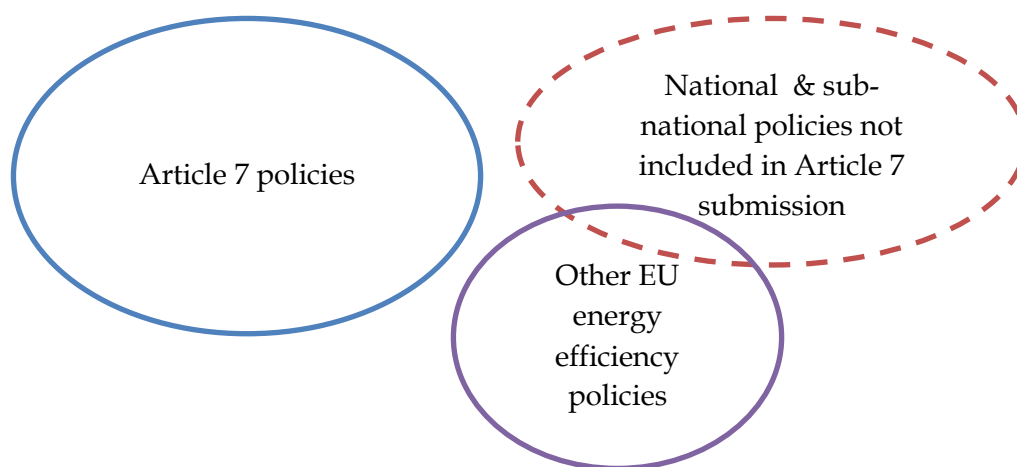 Article 7 policies
National & sub-
national policies not
included in Article 7
submission
Other EU
energy
efficiency
policies